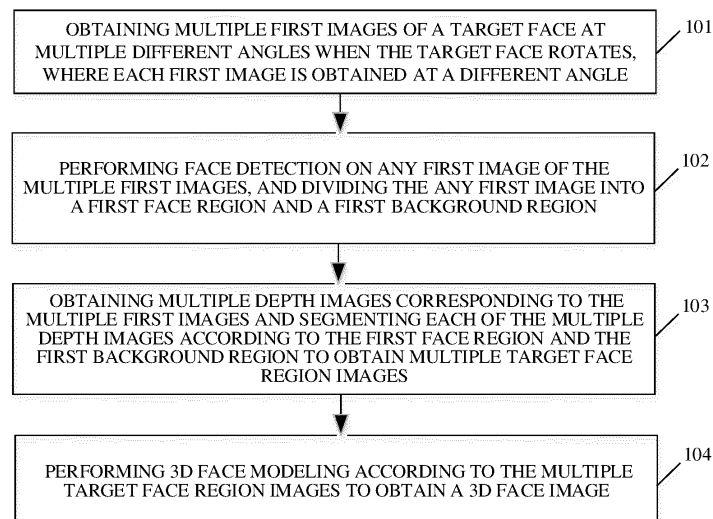 OBTAINING MULTIPLE FIRST IMAGES OF A TARGET FACE AT
MULTIPLE DIFFERENT ANGLES WHEN THE TARGET FACE ROTATES,
WHERE EACH FIRST IMAGE IS OBTAINED AT A DIFFERENT ANGLE
101
PERFORMING FACE DETECTION ON ANY FIRST IMAGE OF THE
MULTIPLE FIRST IMAGES, AND DIVIDING THE ANY FIRST IMAGE INTO
A FIRST FACE REGION AND A FIRST BACKGROUND REGION
102
OBTAINING MULTIPLE DEPTH IMAGES CORRESPONDING TO THE
MULTIPLE FIRST IMAGES AND SEGMENTING EACH OF THE MULTIPLE
DEPTH IMAGES ACCORDING TO THE FIRST FACE REGION AND THE
FIRST BACKGROUND REGION TO OBTAIN MULTIPLE TARGET FACE
REGION IMAGES
103
PERFORMING 3D FACE MODELING ACCORDING TO THE MULTIPLE
TARGET FACE REGION IMAGES TO OBTAIN A 3D FACE IMAGE
104